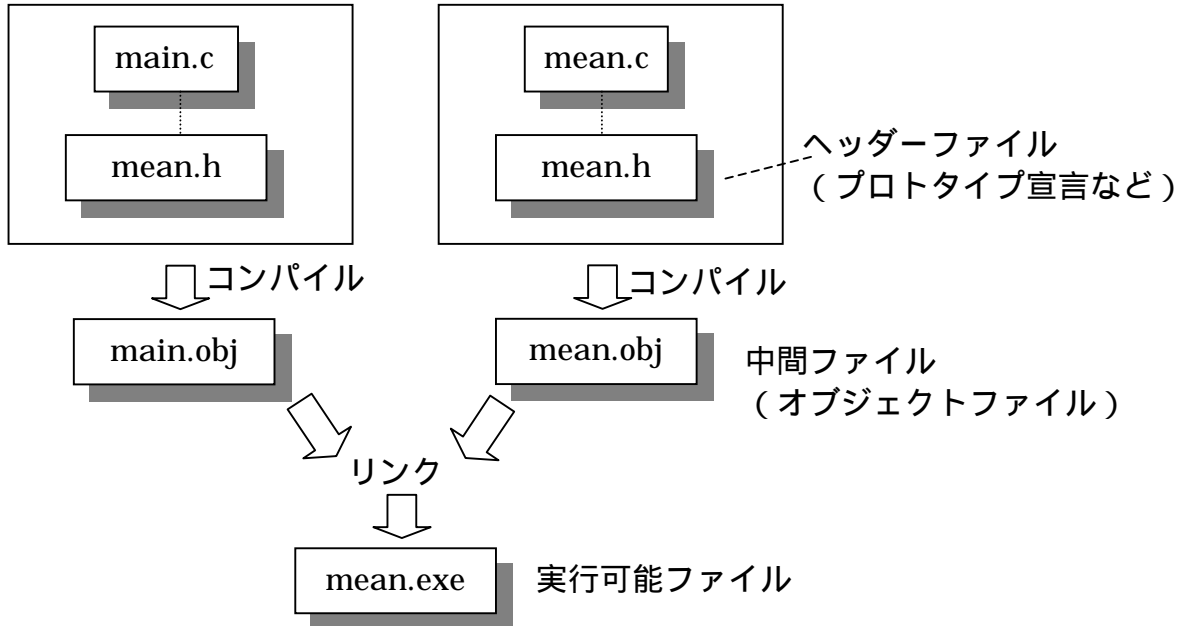 main.c
mean.c
mean.h
mean.h
ヘッダーファイル
（プロトタイプ宣言など）
コンパイル
コンパイル
main.obj
mean.obj
中間ファイル
（オブジェクトファイル）
リンク
mean.exe
実行可能ファイル